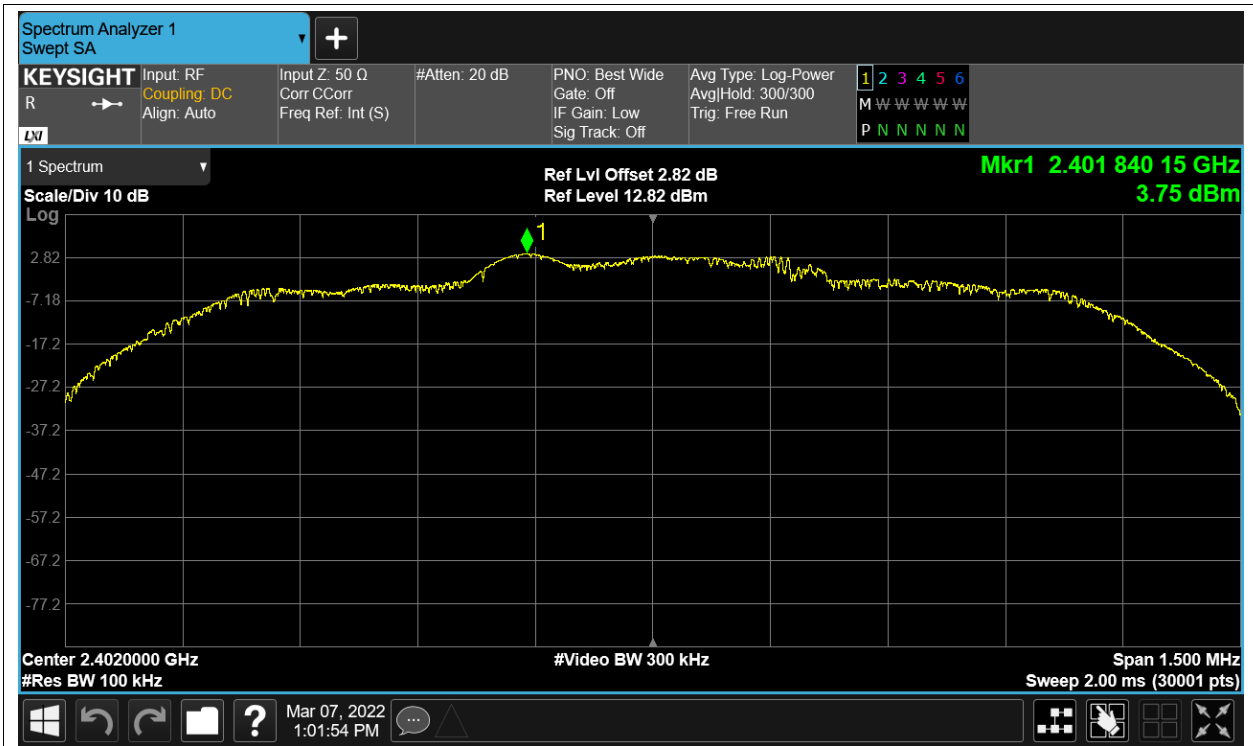 Spectrum Analyzer 1
Swept SA
KEYSIGHT
R
LXI
Input: RF
Coupling: DC
Align: Auto
Input Z: 50 Ω
Corr CCorr
Freq Ref: Int (S)
#Atten: 20 dB
PNO: Best Wide
Gate: Off
IF Gain: Low
Sig Track: Off
Avg Type: Log-Power
Avg|Hold: 300/300
Trig: Free Run
1 2 3 4 5 6
M W W W W W
P N N N N N
1 Spectrum
Scale/Div 10 dB
Log
Ref Lvl Offset 2.82 dB
Ref Level 12.82 dBm
Mkr1 2.401 840 15 GHz
3.75 dBm
1
2.82
-7.18
-17.2
-27.2
-37.2
-47.2
-57.2
-67.2
-77.2
Center 2.4020000 GHz
#Res BW 100 kHz
#Video BW 300 kHz
Span 1.500 MHz
Sweep 2.00 ms (30001 pts)
?
Mar 07, 2022
1:01:54 PM